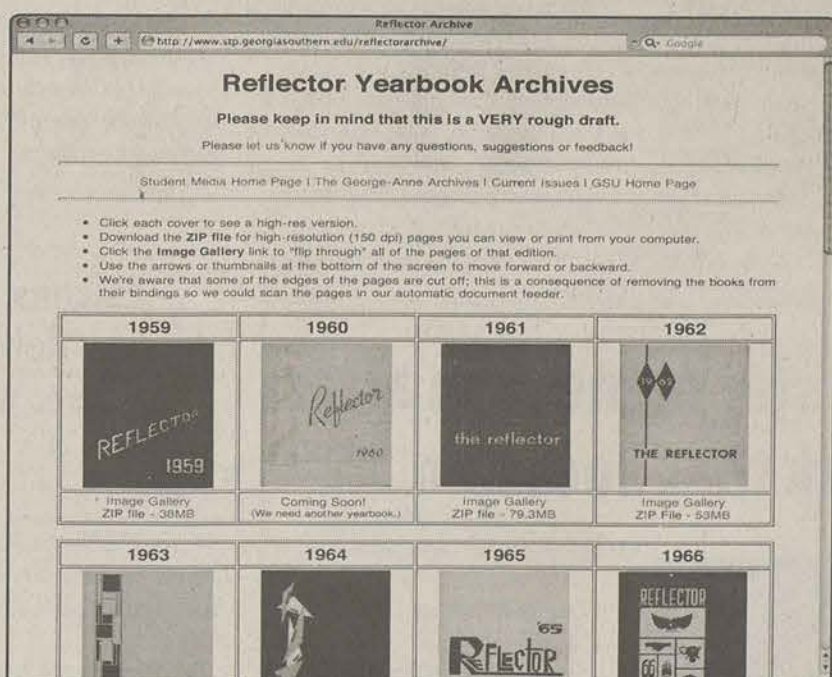 Reflector Archive
http://www.stp.georgiasouthern.edu/reflectorarchive/
Google
Reflector Yearbook Archives
Please keep in mind that this is a VERY rough draft.
Please let us know if you have any questions, suggestions or feedback!
Student Media Home Page | The George-Anne Archives | Current Issues | GSU Home Page
• Click each cover to see a high-res version.
• Download the ZIP file for high-resolution (150 dpi) pages you can view or print from your computer.
• Click the Image Gallery link to "flip through" all of the pages of that edition.
• Use the arrows or thumbnails at the bottom of the screen to move forward or backward.
• We're aware that some of the edges of the pages are cut off; this is a consequence of removing the books from
their bindings so we could scan the pages in our automatic document feeder.
1959 1960 1961 1962
REFLECTOR
1959
Reflector
1960
the reflector
19 62
THE REFLECTOR
Image Gallery Coming Soon! Image Gallery Image Gallery
ZIP file - 38MB (We need another yearbook.) ZIP file - 79.3MB ZIP File - 53MB
1963 1964 1965 1966
'65
REFLECTOR
REFLECTOR
66